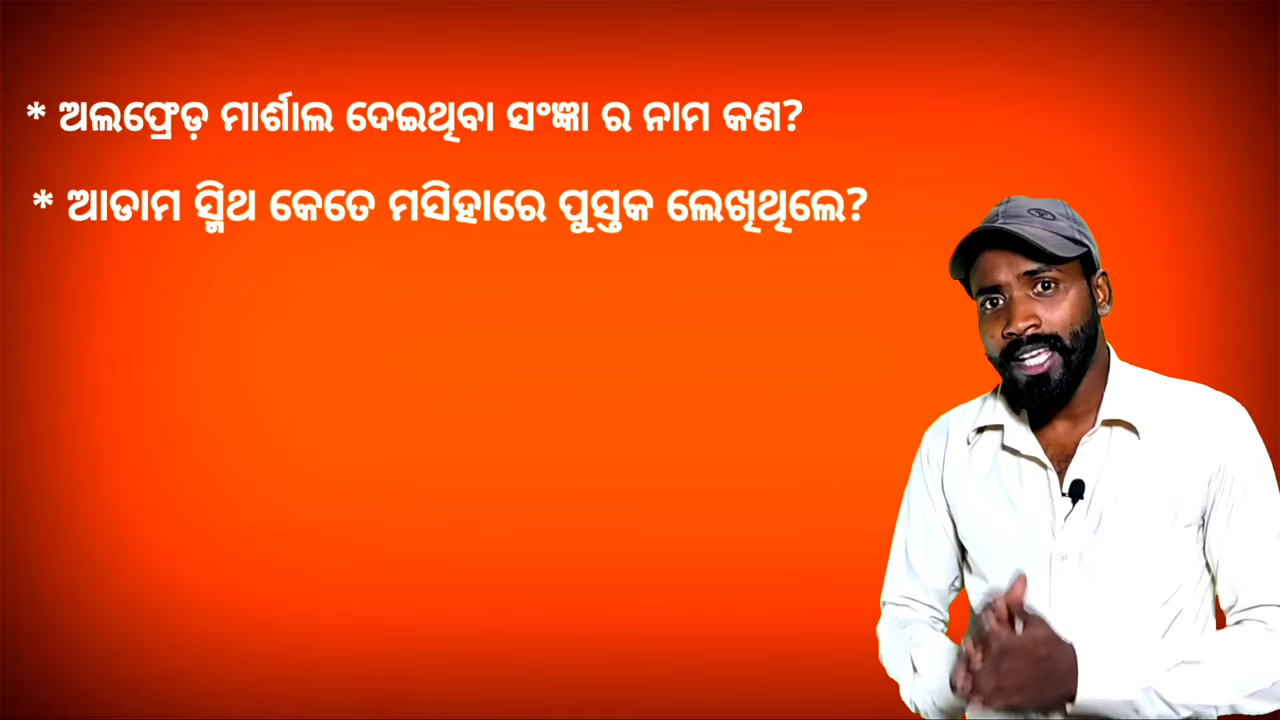 * ଅଲଫ୍ରେଡ଼ ମାର୍ଶାଲ ଦେଇଥିବା ସଂଜ୍ଞା ର ନାମ କଣ?
* ଆଡାମ ସ୍ମିଥ କେତେ ମସିହାରେ ପୁସ୍ତକ ଲେଖିଥିଲେ?